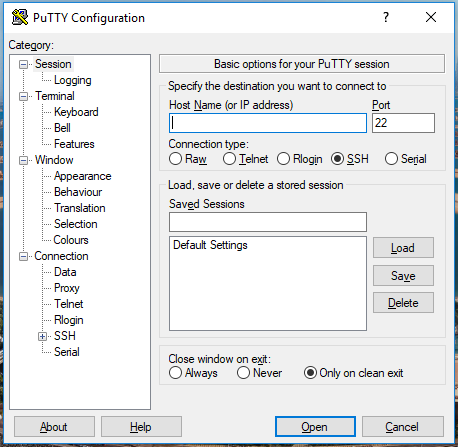 PuTTY Configuration
Category:
Session
Logging
Terminal
Keyboard
Bell
Features
Window
Appearance
Behaviour
Translation
Selection
Colours
Connection
Data
Proxy
Telnet
Rlogin
SSH
Serial
Basic options for your PuTTY session
Specify the destination you want to connect to
Host Name (or IP address) Port
22
Connection type:
Raw Telnet Rlogin SSH Serial
Load, save or delete a stored session
Saved Sessions
Default Settings
Load
Save
Delete
Close window on exit:
Always Never Only on clean exit
About Help Open Cancel